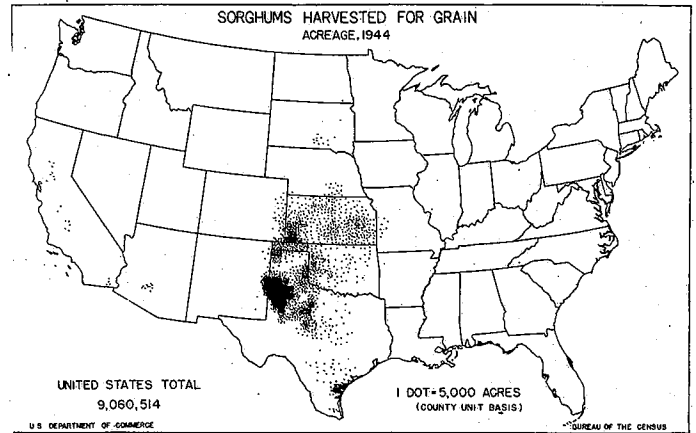 SORGHUMS HARVESTED FOR GRAIN
ACREAGE, 1944
UNITED STATES TOTAL
9,060,514
1 DOT=5,000 ACRES
(COUNTY UNIT BASIS)
U S DEPARTMENT OF COMMERCE
BUREAU OF THE CENSUS